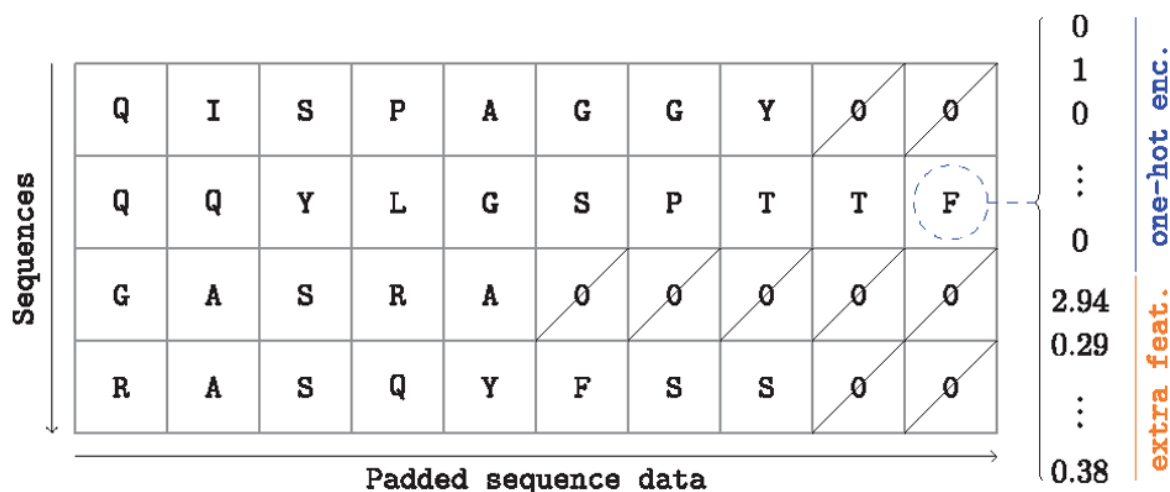 Q I S P A G G Y 0 0
Q Q Y L G S P T T F
G A S R A 0 0 0 0 0
R A S Q Y F S S 0 0
Sequences
Padded sequence data
0
1
0
⋮
0
2.94
0.29
⋮
0.38
one-hot enc.
extra feat.